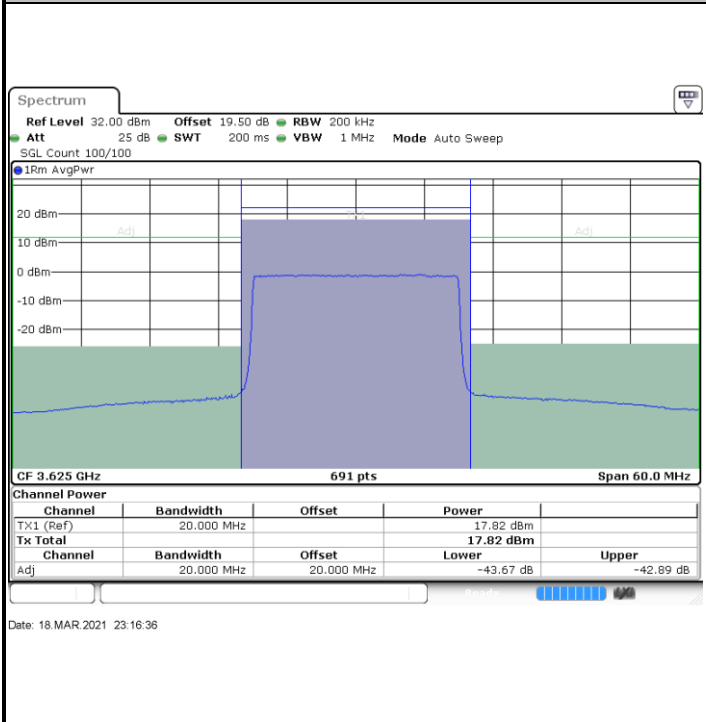 Spectrum
Ref Level 32.00 dBm Offset 19.50 dB RBW 200 kHz
Att 25 dB SWT 200 ms VBW 1 MHz Mode Auto Sweep
SGL Count 100/100
1Rm AvgPwr
20 dBm
Adj Adj
10 dBm
0 dBm
-10 dBm
-20 dBm
CF 3.625 GHz 691 pts Span 60.0 MHz
Channel Power
Channel Bandwidth Offset Power
TX1 (Ref) 20.000 MHz 17.82 dBm
Tx Total 17.82 dBm
Channel Bandwidth Offset Lower Upper
Adj 20.000 MHz 20.000 MHz -43.67 dB -42.89 dB
Ready
Date: 18.MAR.2021 23:16:36